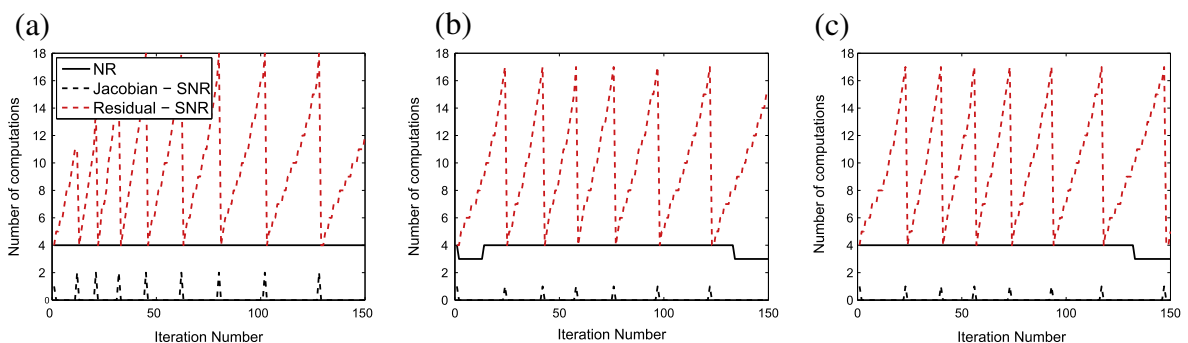 (a)
18
16
14
12
10
8
6
4
2
0
Number of computations
NR
Jacobian − SNR
Residual − SNR
0 50 100 150
Iteration Number
(b)
18
16
14
12
10
8
6
4
2
0
Number of computations
0 50 100 150
Iteration Number
(c)
18
16
14
12
10
8
6
4
2
0
Number of computations
0 50 100 150
Iteration Number